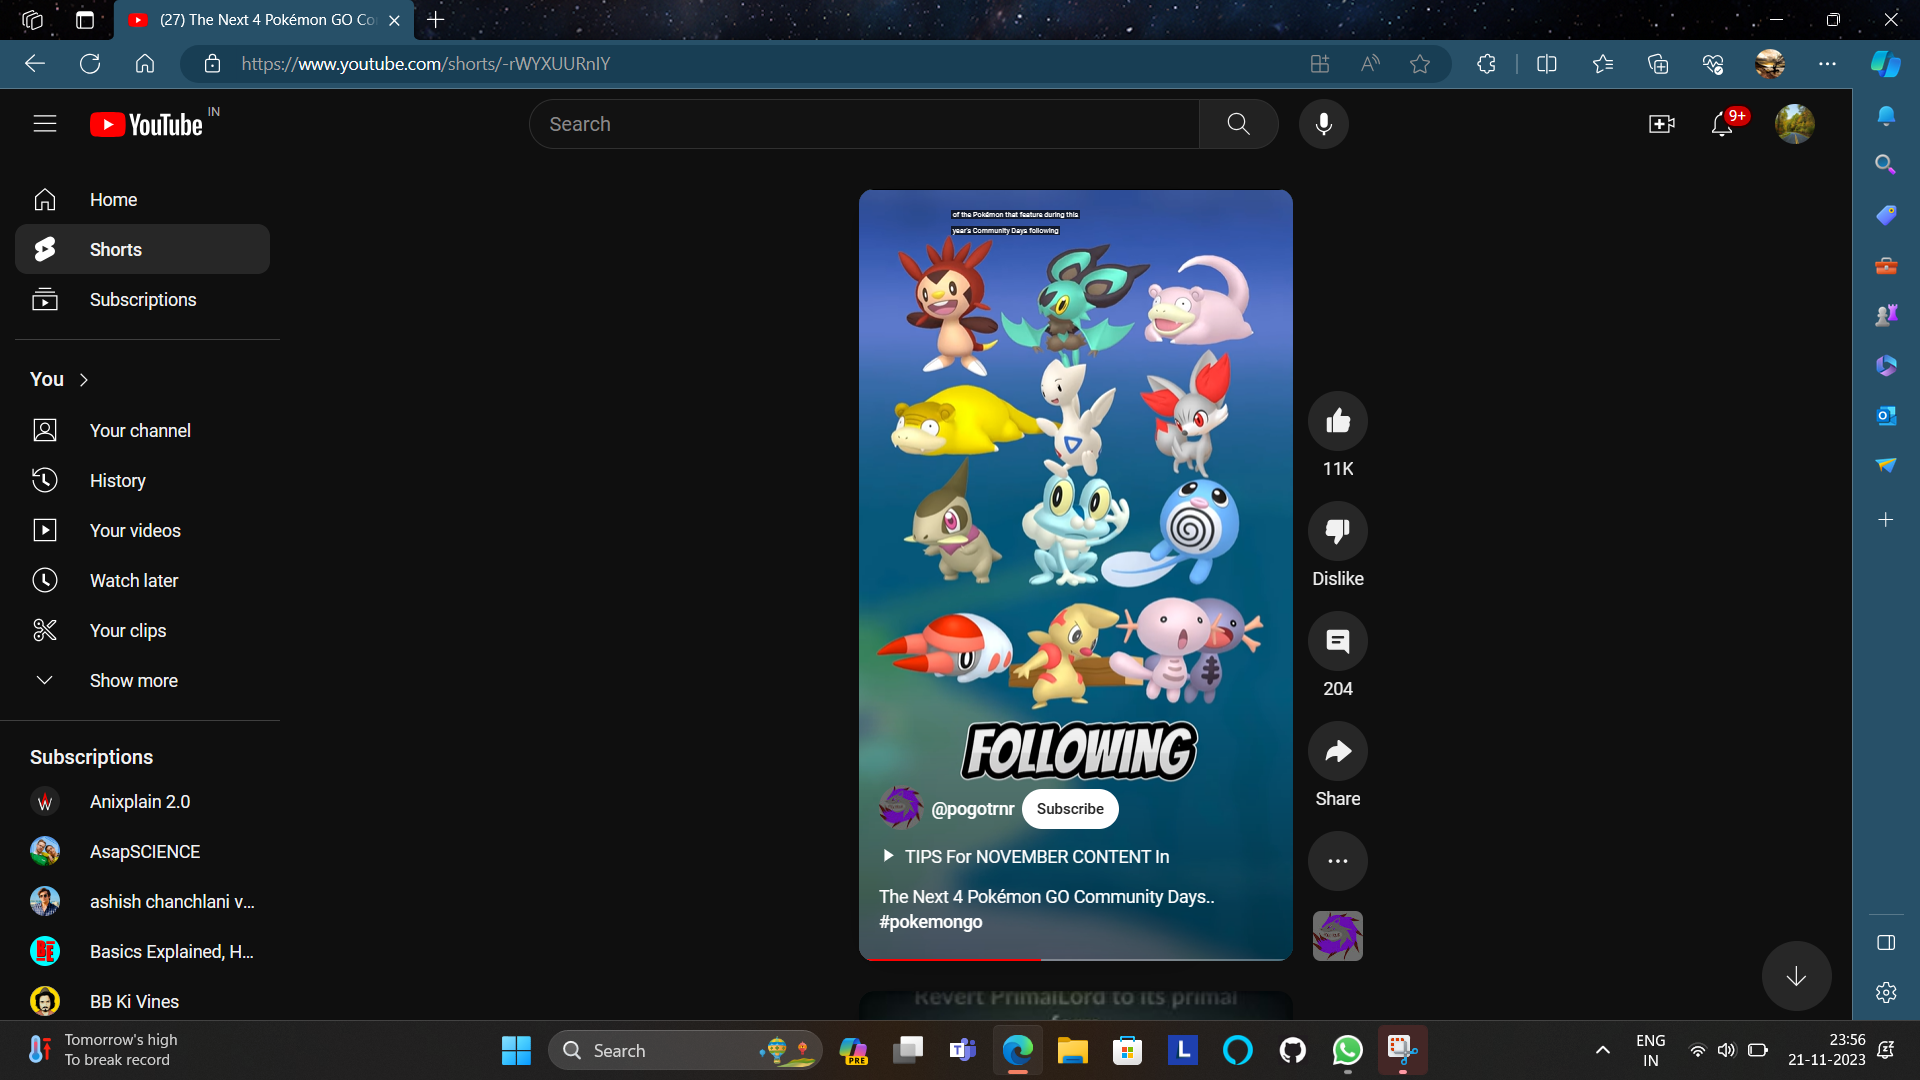 (27) The Next 4 Pokémon GO Co
https://www.youtube.com/shorts/-rWYXUURnIY
YouTube IN
Search
9+
Home
Shorts
Subscriptions
You
Your channel
History
Your videos
Watch later
Your clips
Show more
Subscriptions
Anixplain 2.0
AsapSCIENCE
ashish chanchlani v...
Basics Explained, H...
BB Ki Vines
of the Pokémon that feature during this
year's Community Days following
FOLLOWING
@pogotrnr
Subscribe
TIPS For NOVEMBER CONTENT In
The Next 4 Pokémon GO Community Days..
#pokemongo
11K
Dislike
204
Share
Revert PrimalLord to its primal
Tomorrow's high
To break record
Search
PRE
T
L
ENG
IN
23:56
21-11-2023